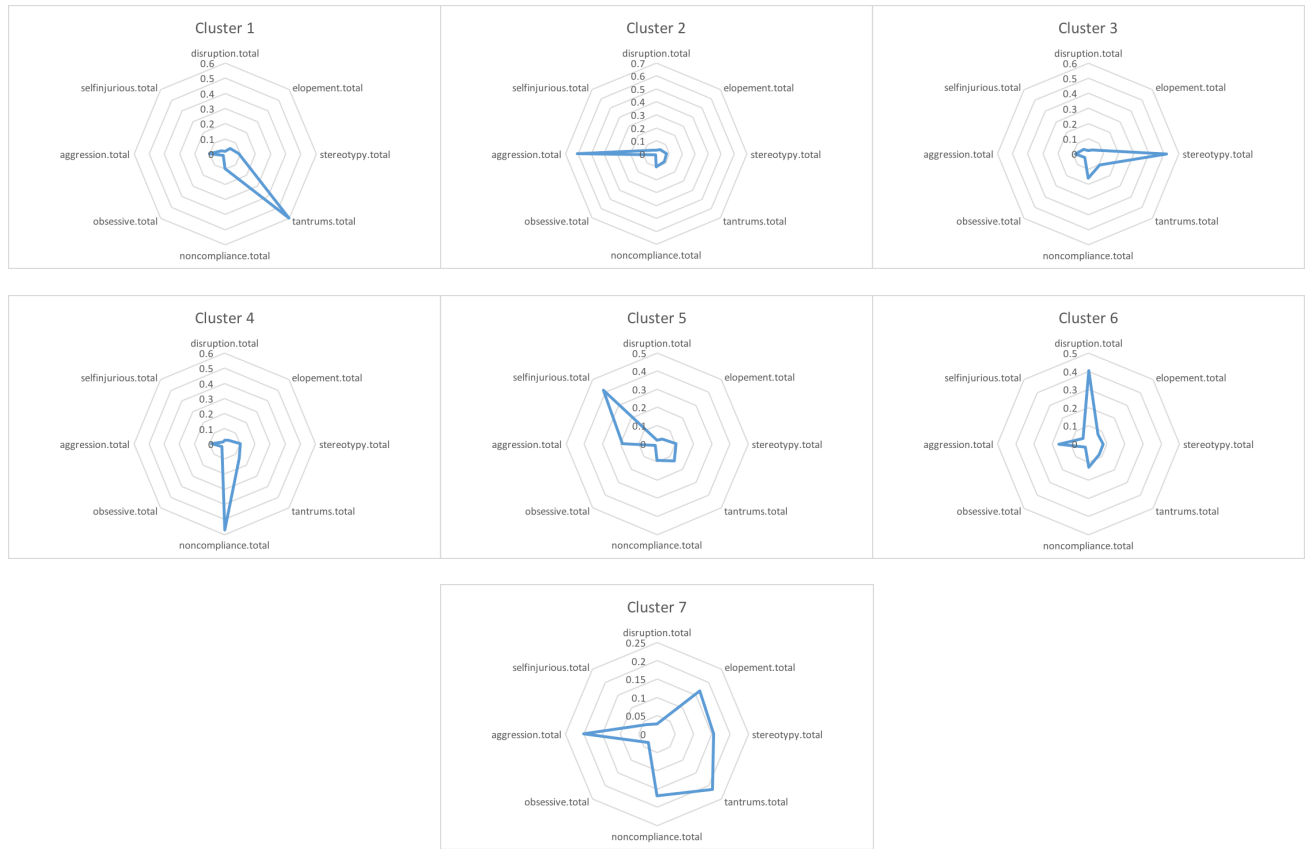 Cluster 1
disruption.total
0.6
0.5
0.4
0.3
0.2
0.1
0
elopement.total
stereotypy.total
tantrums.total
noncompliance.total
obsessive.total
aggression.total
selfinjurious.total
Cluster 2
disruption.total
0.7
0.6
0.5
0.4
0.3
0.2
0.1
0
elopement.total
stereotypy.total
tantrums.total
noncompliance.total
obsessive.total
aggression.total
selfinjurious.total
Cluster 3
disruption.total
0.6
0.5
0.4
0.3
0.2
0.1
0
elopement.total
stereotypy.total
tantrums.total
noncompliance.total
obsessive.total
aggression.total
selfinjurious.total
Cluster 4
disruption.total
0.6
0.5
0.4
0.3
0.2
0.1
0
elopement.total
stereotypy.total
tantrums.total
noncompliance.total
obsessive.total
aggression.total
selfinjurious.total
Cluster 5
disruption.total
0.5
0.4
0.3
0.2
0.1
0
elopement.total
stereotypy.total
tantrums.total
noncompliance.total
obsessive.total
aggression.total
selfinjurious.total
Cluster 6
disruption.total
0.5
0.4
0.3
0.2
0.1
0
elopement.total
stereotypy.total
tantrums.total
noncompliance.total
obsessive.total
aggression.total
selfinjurious.total
Cluster 7
disruption.total
0.25
0.2
0.15
0.1
0.05
0
elopement.total
stereotypy.total
tantrums.total
noncompliance.total
obsessive.total
aggression.total
selfinjurious.total